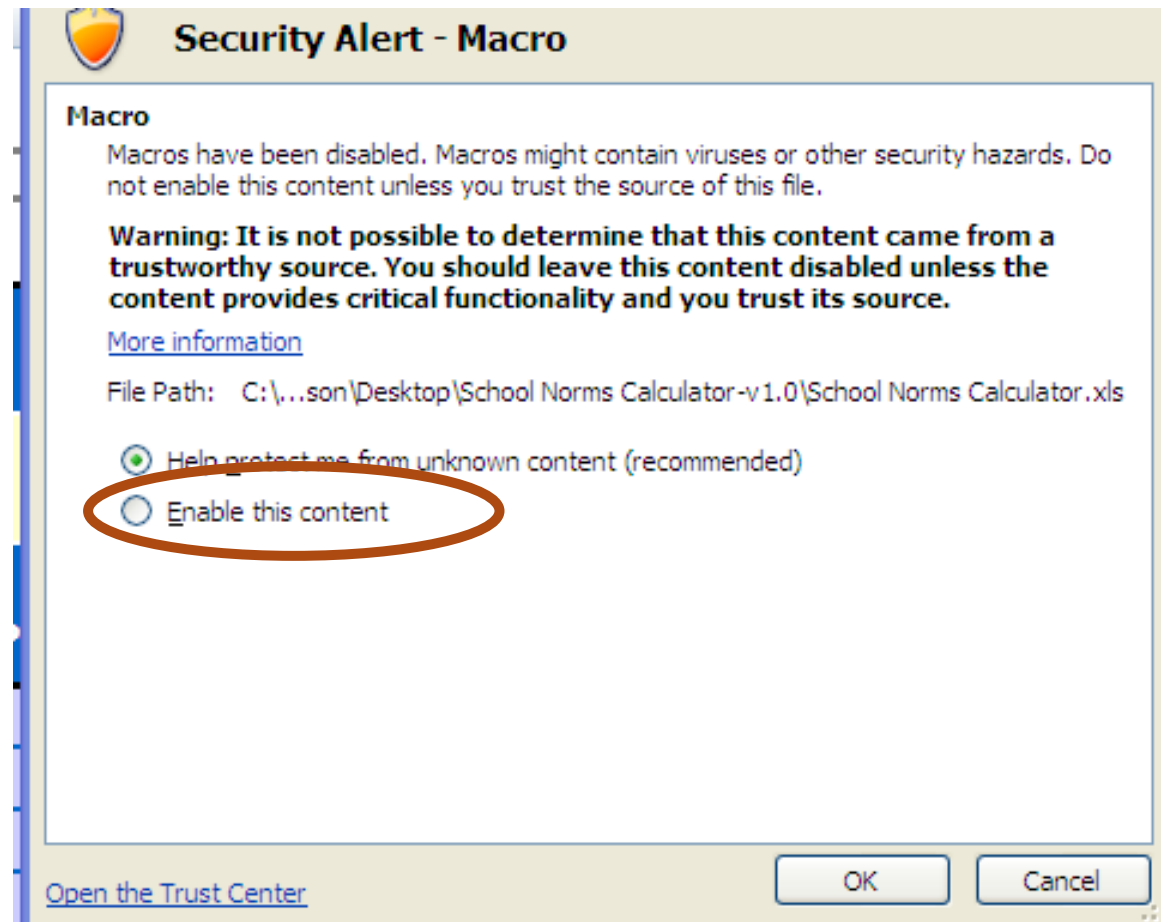 Security Alert - Macro
Macro
Macros have been disabled. Macros might contain viruses or other security hazards. Do
not enable this content unless you trust the source of this file.
Warning: It is not possible to determine that this content came from a
trustworthy source. You should leave this content disabled unless the
content provides critical functionality and you trust its source.
More information
File Path: C:\...son\Desktop\School Norms Calculator-v1.0\School Norms Calculator.xls
Help protect me from unknown content (recommended)
Enable this content
OK Cancel
Open the Trust Center